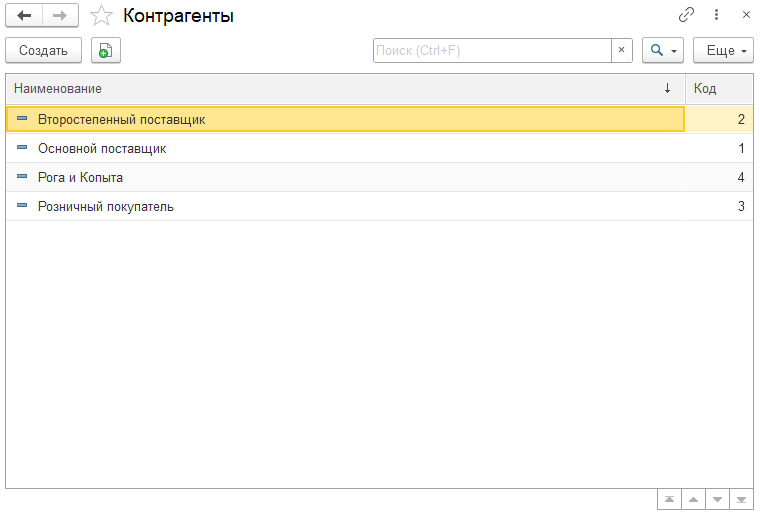 Контрагенты
Создать
Поиск (Ctrl+F)
Еще
Наименование Код
Второстепенный поставщик 2
Основной поставщик 1
Рога и Копыта 4
Розничный покупатель 3